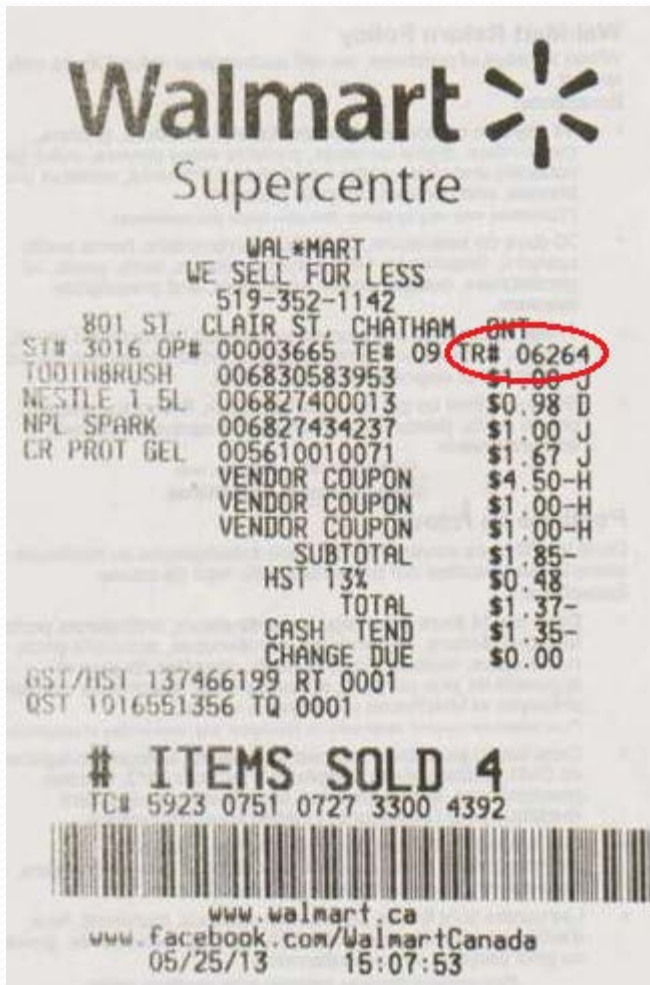 Walmart
Supercentre
WAL*MART
WE SELL FOR LESS
519-352-1142
801 ST. CLAIR ST, CHATHAM ONT
ST# 3016 OP# 00003665 TE# 09 TR# 06264
TOOTHBRUSH 006830583953 $1.00 J
NESTLE 1 5L 006827400013 $0.98 D
NPL SPARK 006827434237 $1.00 J
CR PROT GEL 005610010071 $1.67 J
VENDOR COUPON $4.50-H
VENDOR COUPON $1.00-H
VENDOR COUPON $1.00-H
SUBTOTAL $1.85-
HST 13% $0.48
TOTAL $1.37-
CASH TEND $1.35-
CHANGE DUE $0.00
GST/HST 137466199 RT 0001
QST 1016551356 TQ 0001
# ITEMS SOLD 4
TC# 5923 0751 0727 3300 4392
www.walmart.ca
www.facebook.com/WalmartCanada
05/25/13 15:07:53